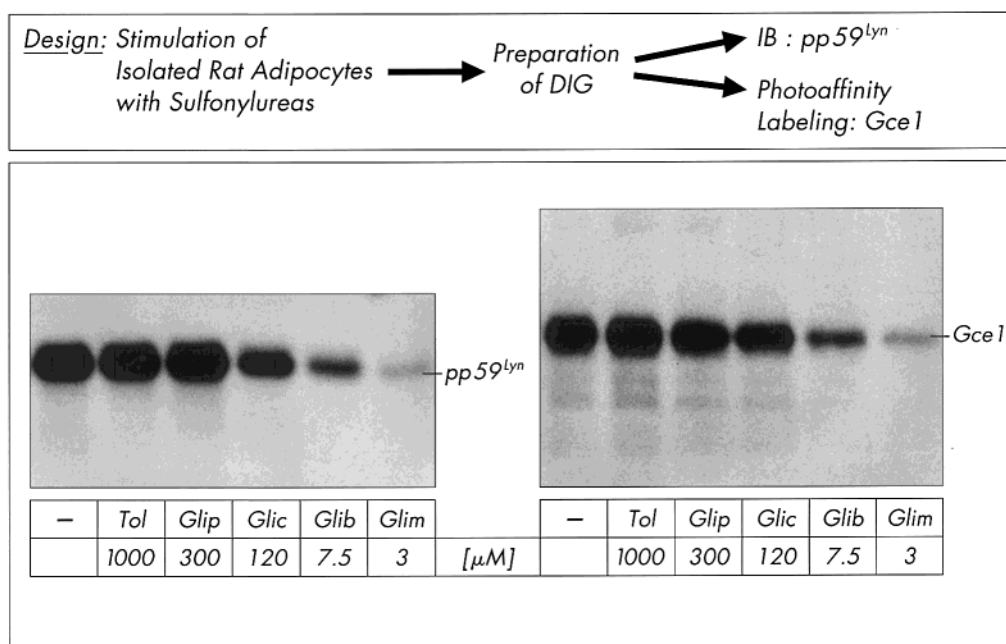 Design: Stimulation of
Isolated Rat Adipocytes
with Sulfonylureas
Preparation
of DIG
IB : pp59Lyn
Photoaffinity
Labeling: Gce1
pp59Lyn
Gce1
– Tol Glip Glic Glib Glim
1000 300 120 7.5 3
[μM]
– Tol Glip Glic Glib Glim
1000 300 120 7.5 3